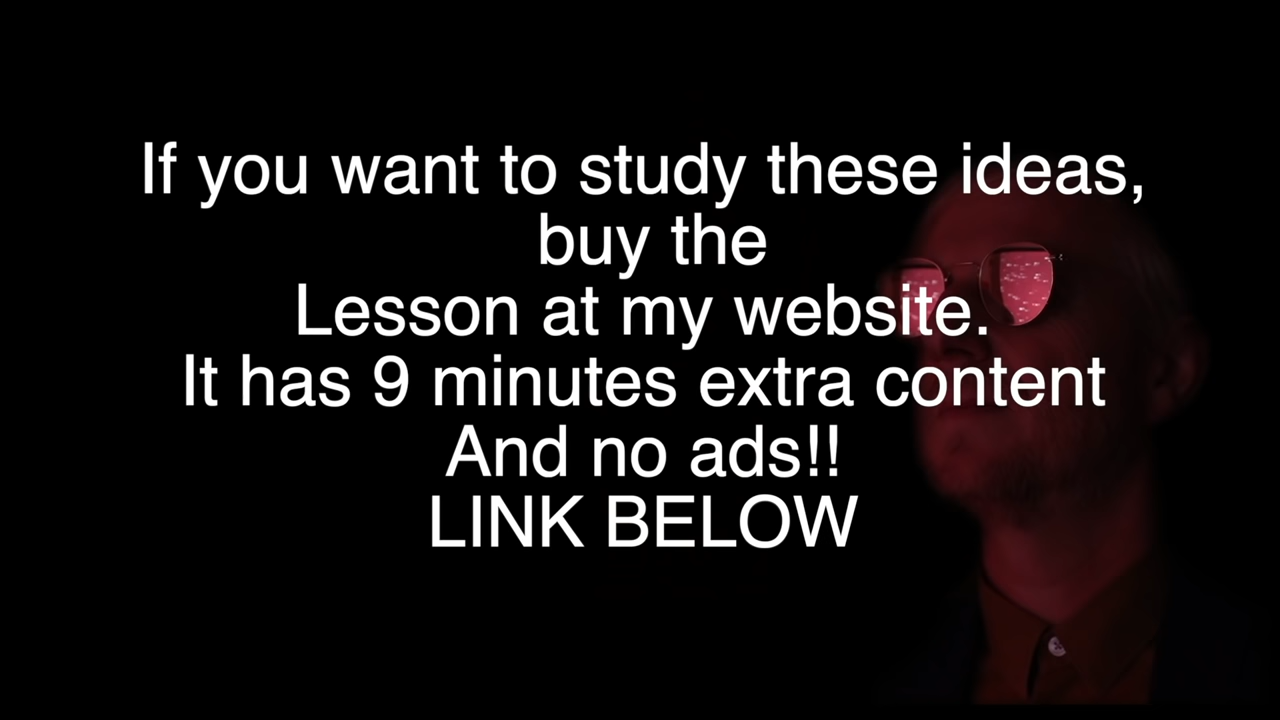 If you want to study these ideas,
buy the
Lesson at my website.
It has 9 minutes extra content
And no ads!!
LINK BELOW